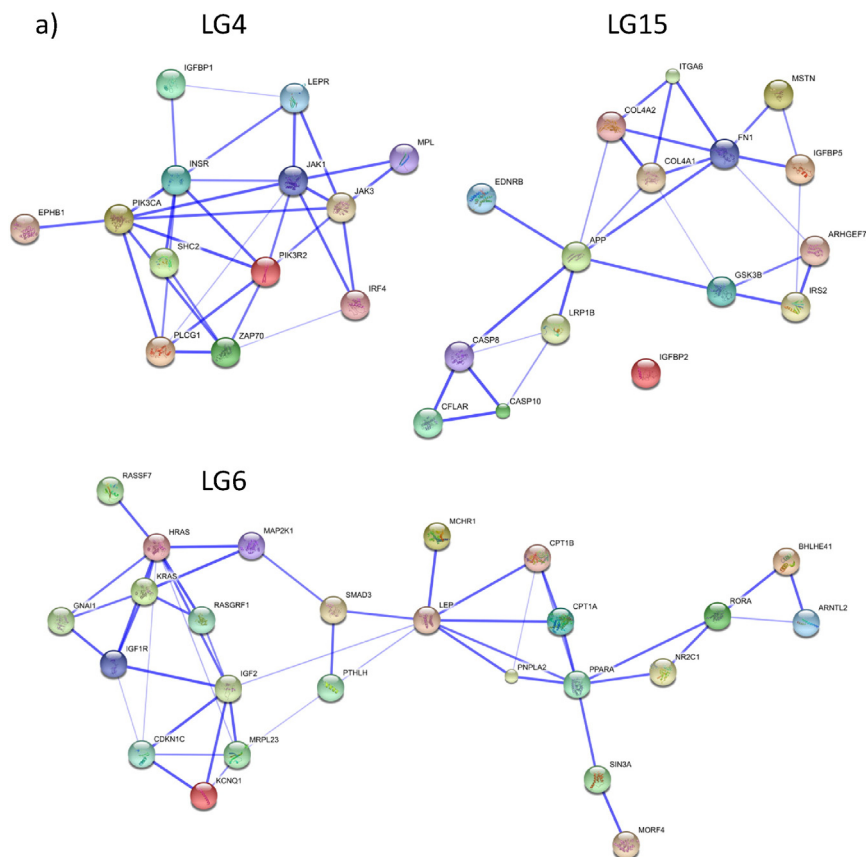 a)
LG4
LG15
IGFBP1
LEPR
INSR
JAK1
MPL
JAK3
EPHB1
PIK3CA
SHC2
PIK3R2
IRF4
PLCG1
ZAP70
ITGA6
MSTN
COL4A2
FN1
COL4A1
IGFBP5
EDNRB
APP
ARHGEF7
GSK3B
IRS2
LRP1B
CASP8
IGFBP2
CFLAR
CASP10
LG6
RASSF7
HRAS
MAP2K1
MCHR1
CPT1B
BHLHE41
KRAS
GNAI1
RASGRF1
SMAD3
LEP
CPT1A
RORA
ARNTL2
IGF1R
IGF2
PTHLH
PNPLA2
PPARA
NR2C1
CDKN1C
MRPL23
KCNQ1
SIN3A
MORF4